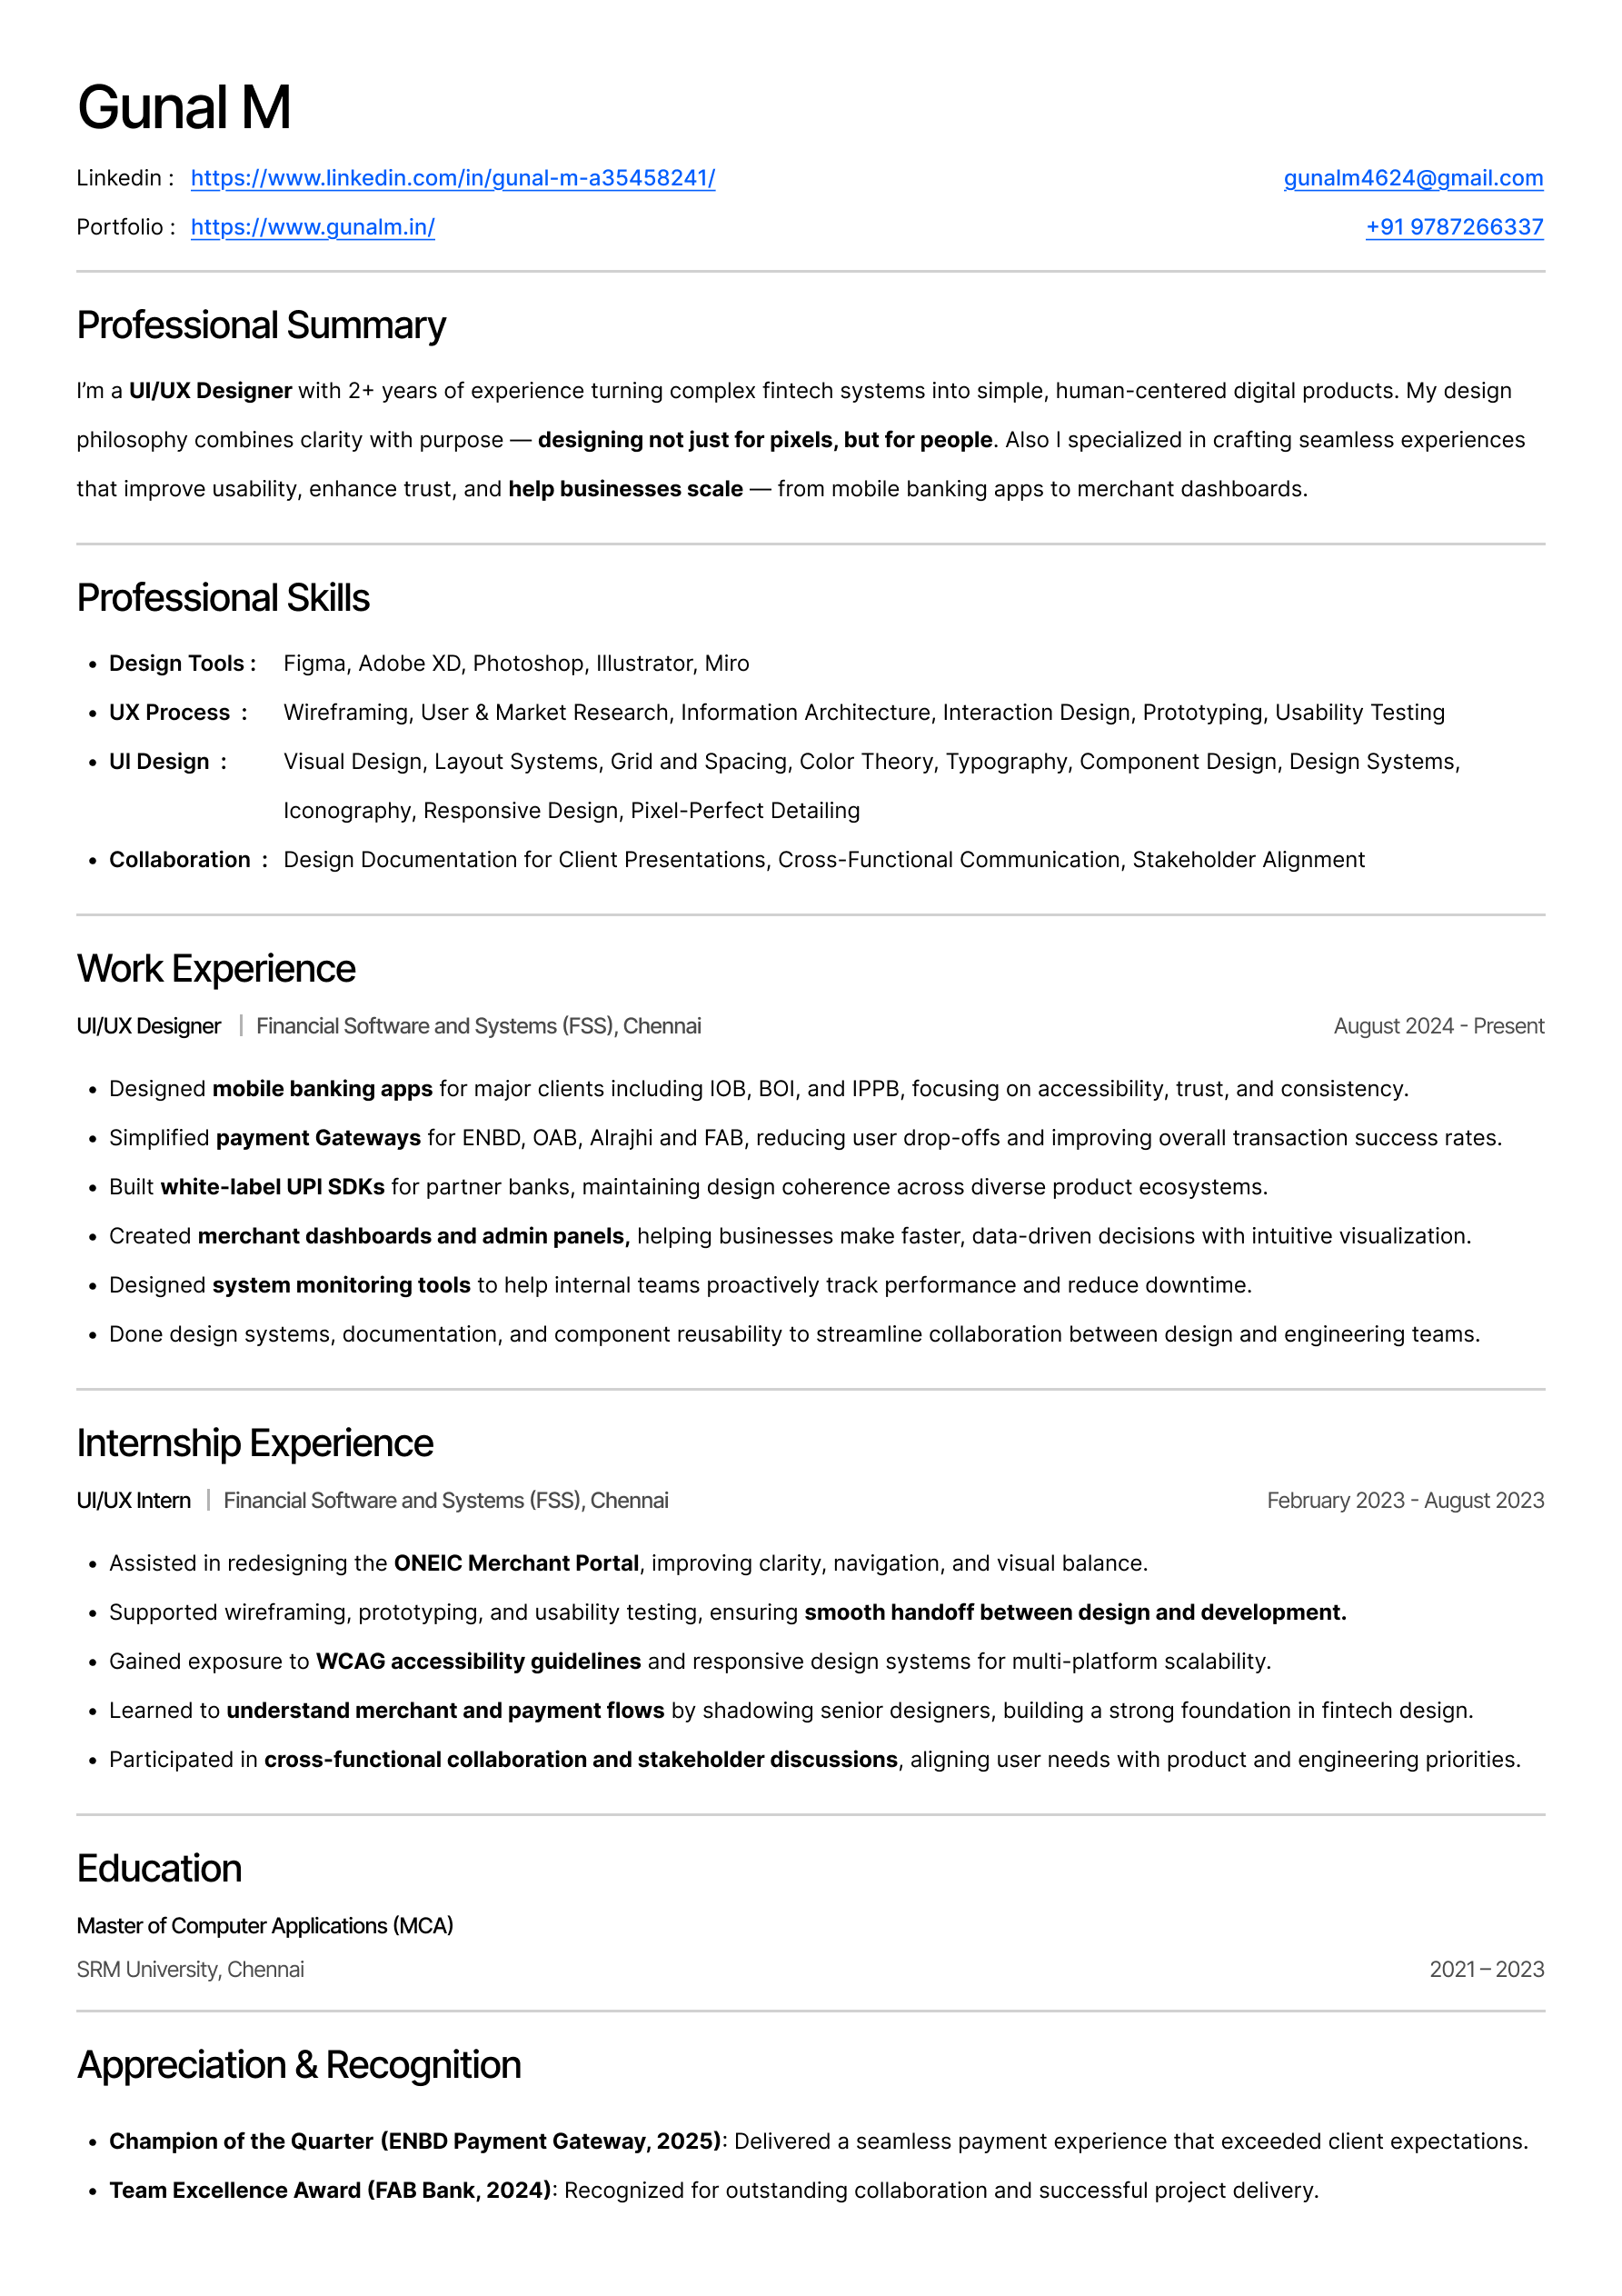 Gunal M
Linkedin : https://www.linkedin.com/in/gunal-m-a35458241/ gunalm4624@gmail.com
Portfolio : https://www.gunalm.in/ +91 9787266337
Professional Summary
I’m a UI/UX Designer with 2+ years of experience turning complex fintech systems into simple, human-centered digital products. My design
philosophy combines clarity with purpose — designing not just for pixels, but for people. Also I specialized in crafting seamless experiences
that improve usability, enhance trust, and help businesses scale — from mobile banking apps to merchant dashboards.
Professional Skills
• Design Tools : Figma, Adobe XD, Photoshop, Illustrator, Miro
• UX Process : Wireframing, User & Market Research, Information Architecture, Interaction Design, Prototyping, Usability Testing
• UI Design : Visual Design, Layout Systems, Grid and Spacing, Color Theory, Typography, Component Design, Design Systems,
Iconography, Responsive Design, Pixel-Perfect Detailing
• Collaboration : Design Documentation for Client Presentations, Cross-Functional Communication, Stakeholder Alignment
Work Experience
UI/UX Designer | Financial Software and Systems (FSS), Chennai August 2024 - Present
• Designed mobile banking apps for major clients including IOB, BOI, and IPPB, focusing on accessibility, trust, and consistency.
• Simplified payment Gateways for ENBD, OAB, Alrajhi and FAB, reducing user drop-offs and improving overall transaction success rates.
• Built white-label UPI SDKs for partner banks, maintaining design coherence across diverse product ecosystems.
• Created merchant dashboards and admin panels, helping businesses make faster, data-driven decisions with intuitive visualization.
• Designed system monitoring tools to help internal teams proactively track performance and reduce downtime.
• Done design systems, documentation, and component reusability to streamline collaboration between design and engineering teams.
Internship Experience
UI/UX Intern | Financial Software and Systems (FSS), Chennai February 2023 - August 2023
• Assisted in redesigning the ONEIC Merchant Portal, improving clarity, navigation, and visual balance.
• Supported wireframing, prototyping, and usability testing, ensuring smooth handoff between design and development.
• Gained exposure to WCAG accessibility guidelines and responsive design systems for multi-platform scalability.
• Learned to understand merchant and payment flows by shadowing senior designers, building a strong foundation in fintech design.
• Participated in cross-functional collaboration and stakeholder discussions, aligning user needs with product and engineering priorities.
Education
Master of Computer Applications (MCA)
SRM University, Chennai 2021 – 2023
Appreciation & Recognition
• Champion of the Quarter (ENBD Payment Gateway, 2025): Delivered a seamless payment experience that exceeded client expectations.
• Team Excellence Award (FAB Bank, 2024): Recognized for outstanding collaboration and successful project delivery.